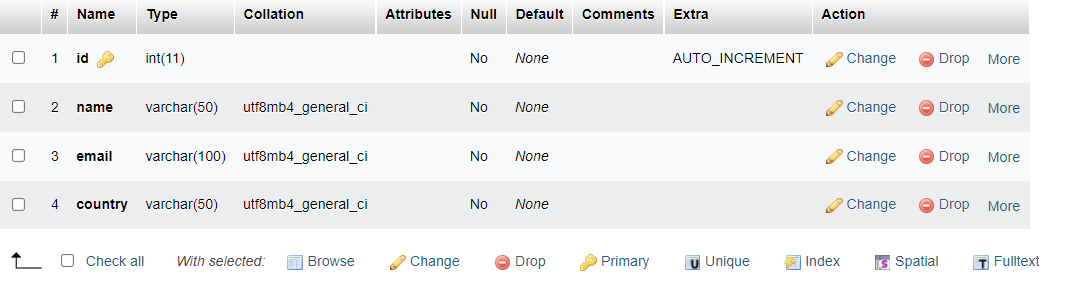 # Name Type Collation Attributes Null Default Comments Extra Action
1 id int(11) No None AUTO_INCREMENT Change Drop More
2 name varchar(50) utf8mb4_general_ci No None Change Drop More
3 email varchar(100) utf8mb4_general_ci No None Change Drop More
4 country varchar(50) utf8mb4_general_ci No None Change Drop More
Check all With selected: Browse Change Drop Primary U Unique Index S Spatial T Fulltext